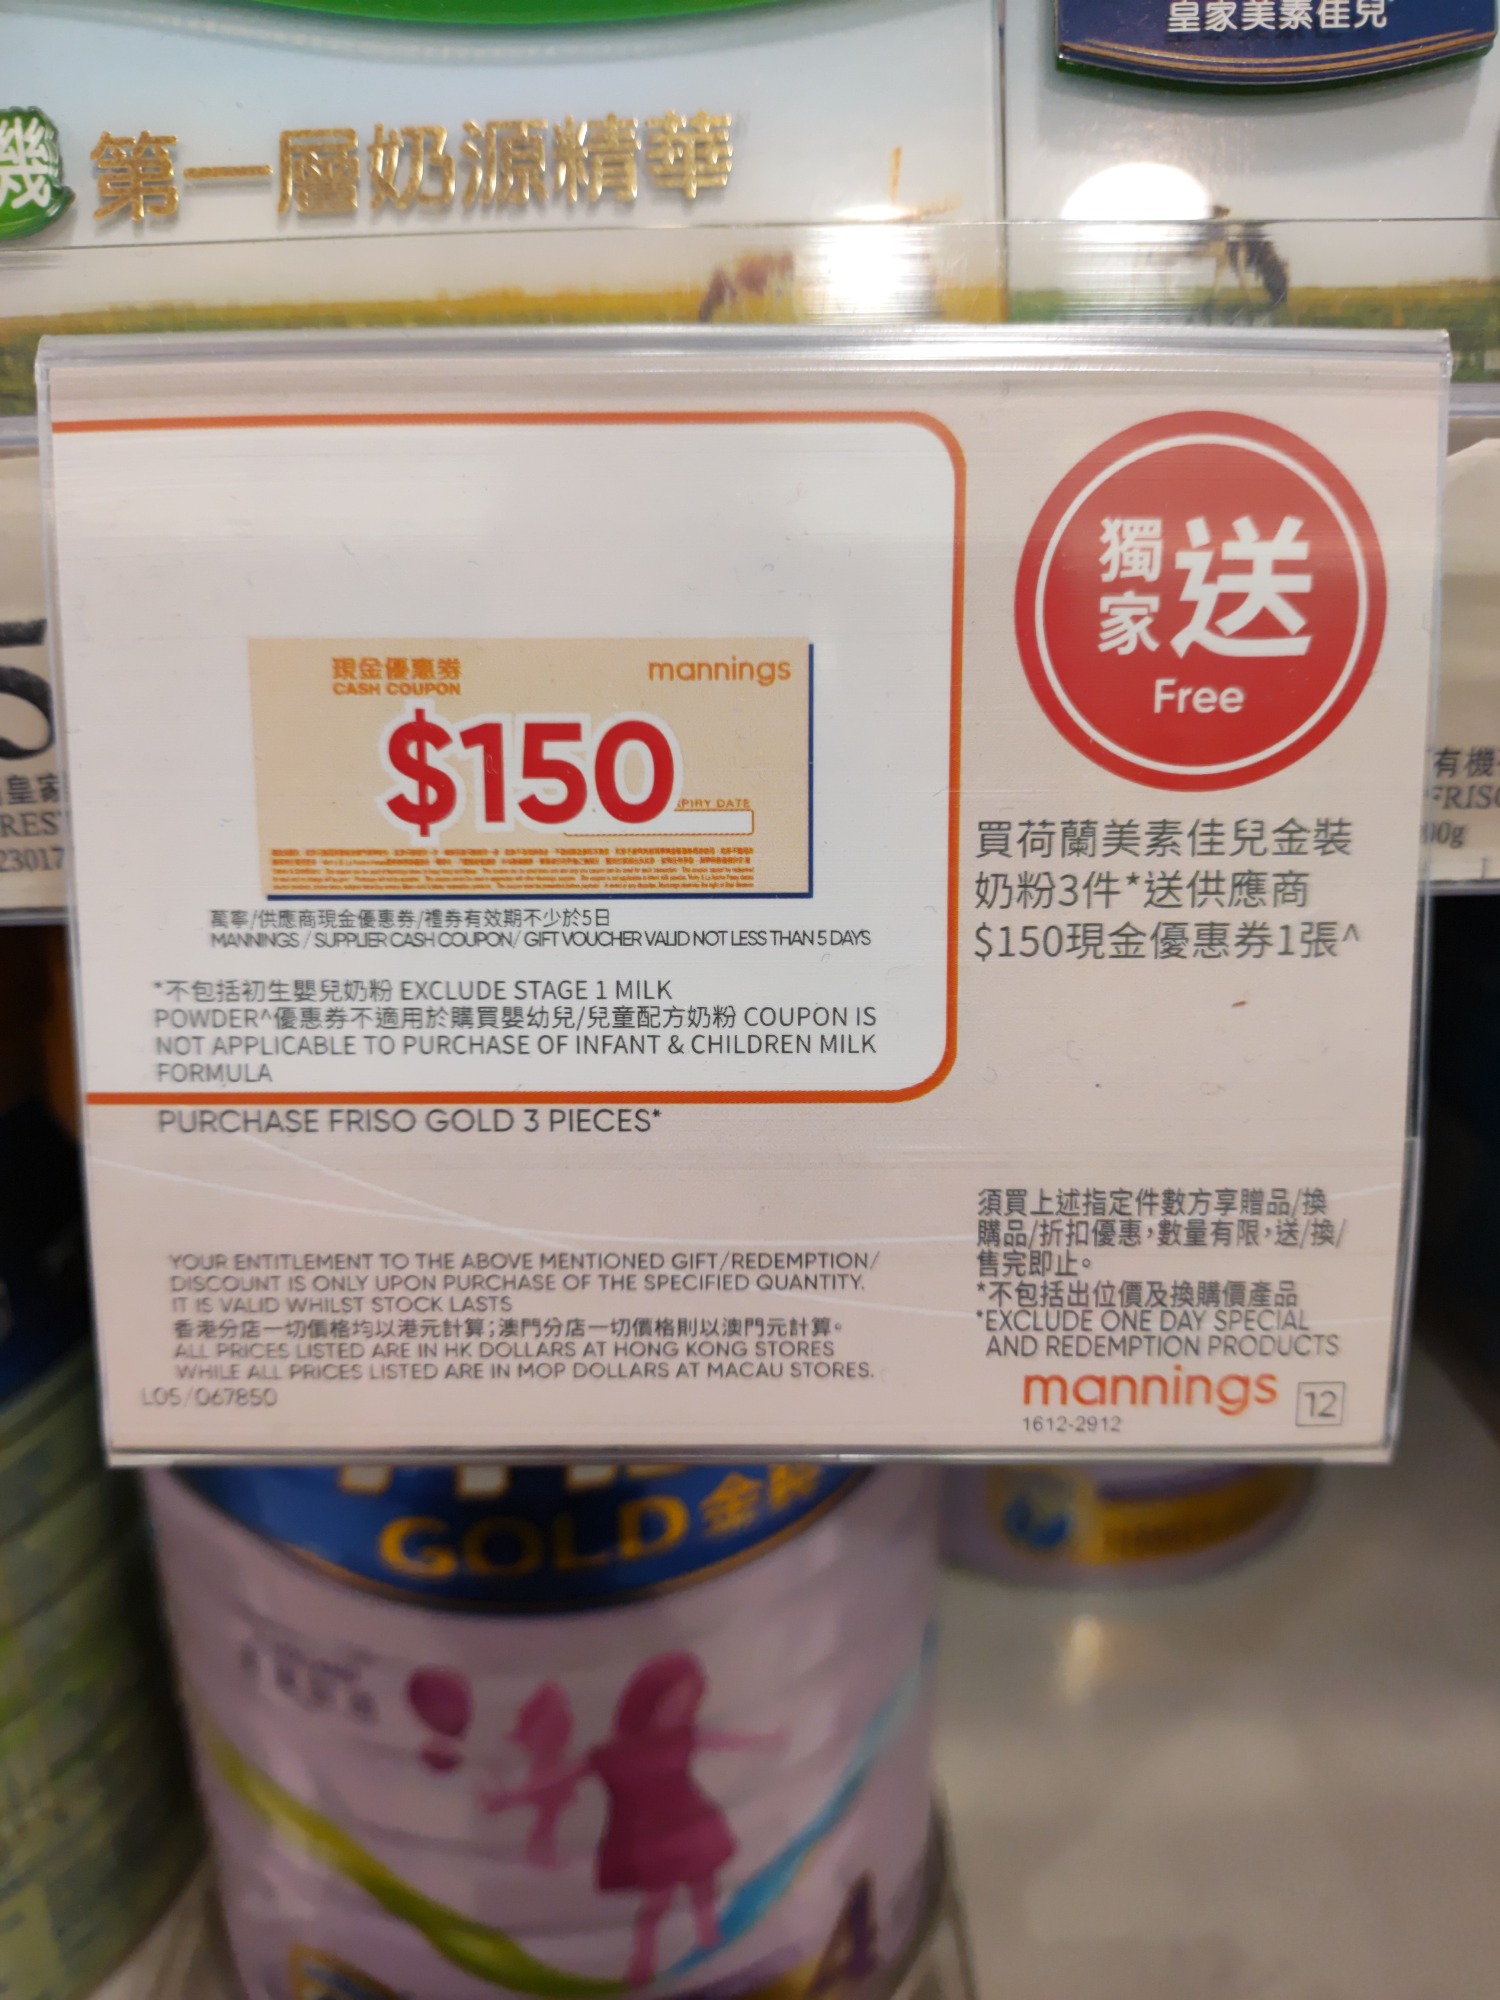 皇家美素佳兒
第一層奶源精華
獨家送
Free
現金優惠券
CASH COUPON
mannings
$150
PIRY DATE
萬寧/供應商現金優惠券/禮券有效期不少於5日
MANNINGS / SUPPLIER CASH COUPON/ GIFT VOUCHER VALID NOT LESS THAN 5 DAYS
*不包括初生嬰兒奶粉 EXCLUDE STAGE 1 MILK
POWDER^優惠券不適用於購買嬰幼兒/兒童配方奶粉 COUPON IS
NOT APPLICABLE TO PURCHASE OF INFANT & CHILDREN MILK
FORMULA
PURCHASE FRISO GOLD 3 PIECES*
買荷蘭美素佳兒金裝
奶粉3件*送供應商
$150現金優惠券1張^
YOUR ENTITLEMENT TO THE ABOVE MENTIONED GIFT/REDEMPTION/
DISCOUNT IS ONLY UPON PURCHASE OF THE SPECIFIED QUANTITY.
IT IS VALID WHILST STOCK LASTS
香港分店一切價格均以港元計算;澳門分店一切價格則以澳門元計算。
ALL PRICES LISTED ARE IN HK DOLLARS AT HONG KONG STORES
WHILE ALL PRICES LISTED ARE IN MOP DOLLARS AT MACAU STORES.
L05/067850
須買上述指定件數方享贈品/換
購品/折扣優惠,數量有限,送/換/
售完即止。
*不包括出位價及換購價產品
*EXCLUDE ONE DAY SPECIAL
AND REDEMPTION PRODUCTS
mannings 12
1612-2912
皇家
RES
23017
有機
FRISO
00g
GOLD 金裝
4